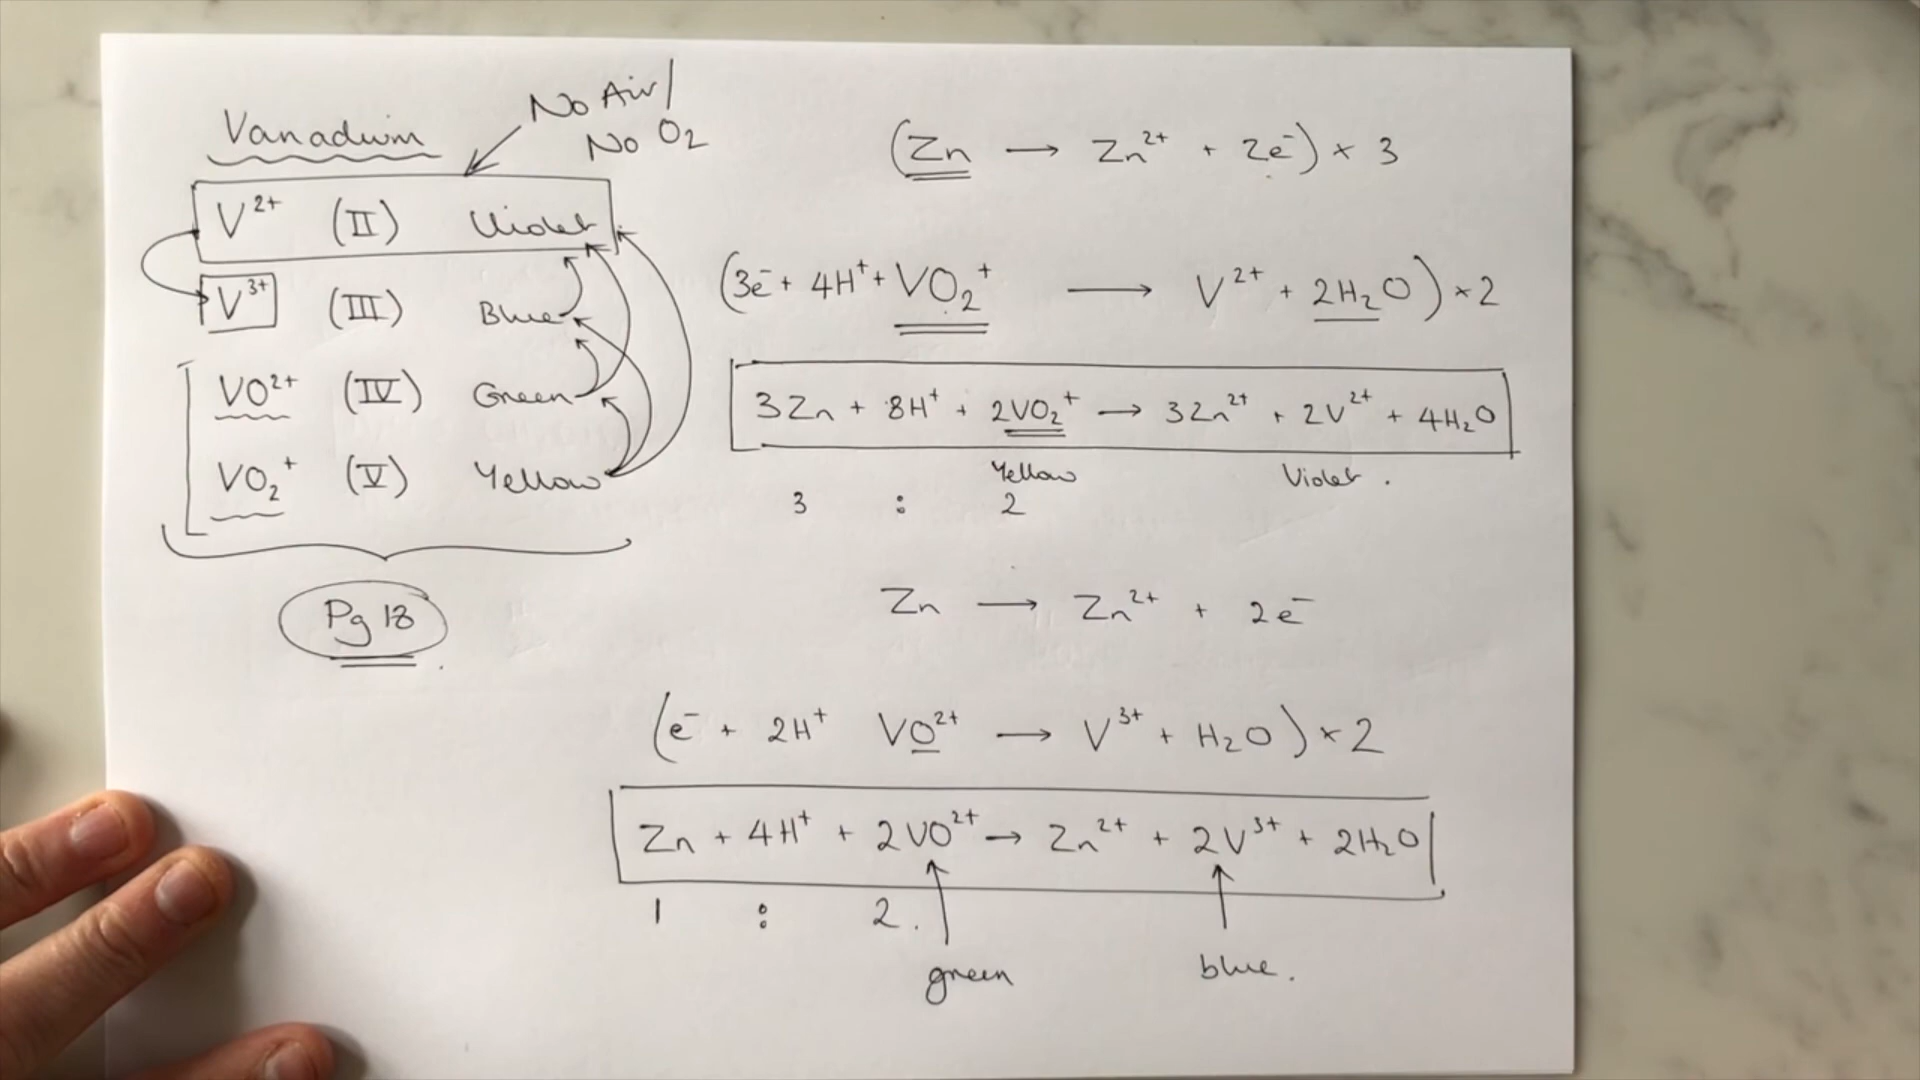 Vanadium
No Air/
No O₂
V²⁺ (II) Violet
V³⁺ (III) Blue
VO²⁺ (IV) Green
VO₂⁺ (V) Yellow
Pg 18
(Zn → Zn²⁺ + 2e⁻) × 3
(3e⁻ + 4H⁺ + VO₂⁺ → V²⁺ + 2H₂O) × 2
3Zn + 8H⁺ + 2VO₂⁺ → 3Zn²⁺ + 2V²⁺ + 4H₂O
Yellow Violet.
3 : 2
Zn → Zn²⁺ + 2e⁻
(e⁻ + 2H⁺ VO²⁺ → V³⁺ + H₂O) × 2
Zn + 4H⁺ + 2VO²⁺ → Zn²⁺ + 2V³⁺ + 2H₂O
1 : 2.
green blue.